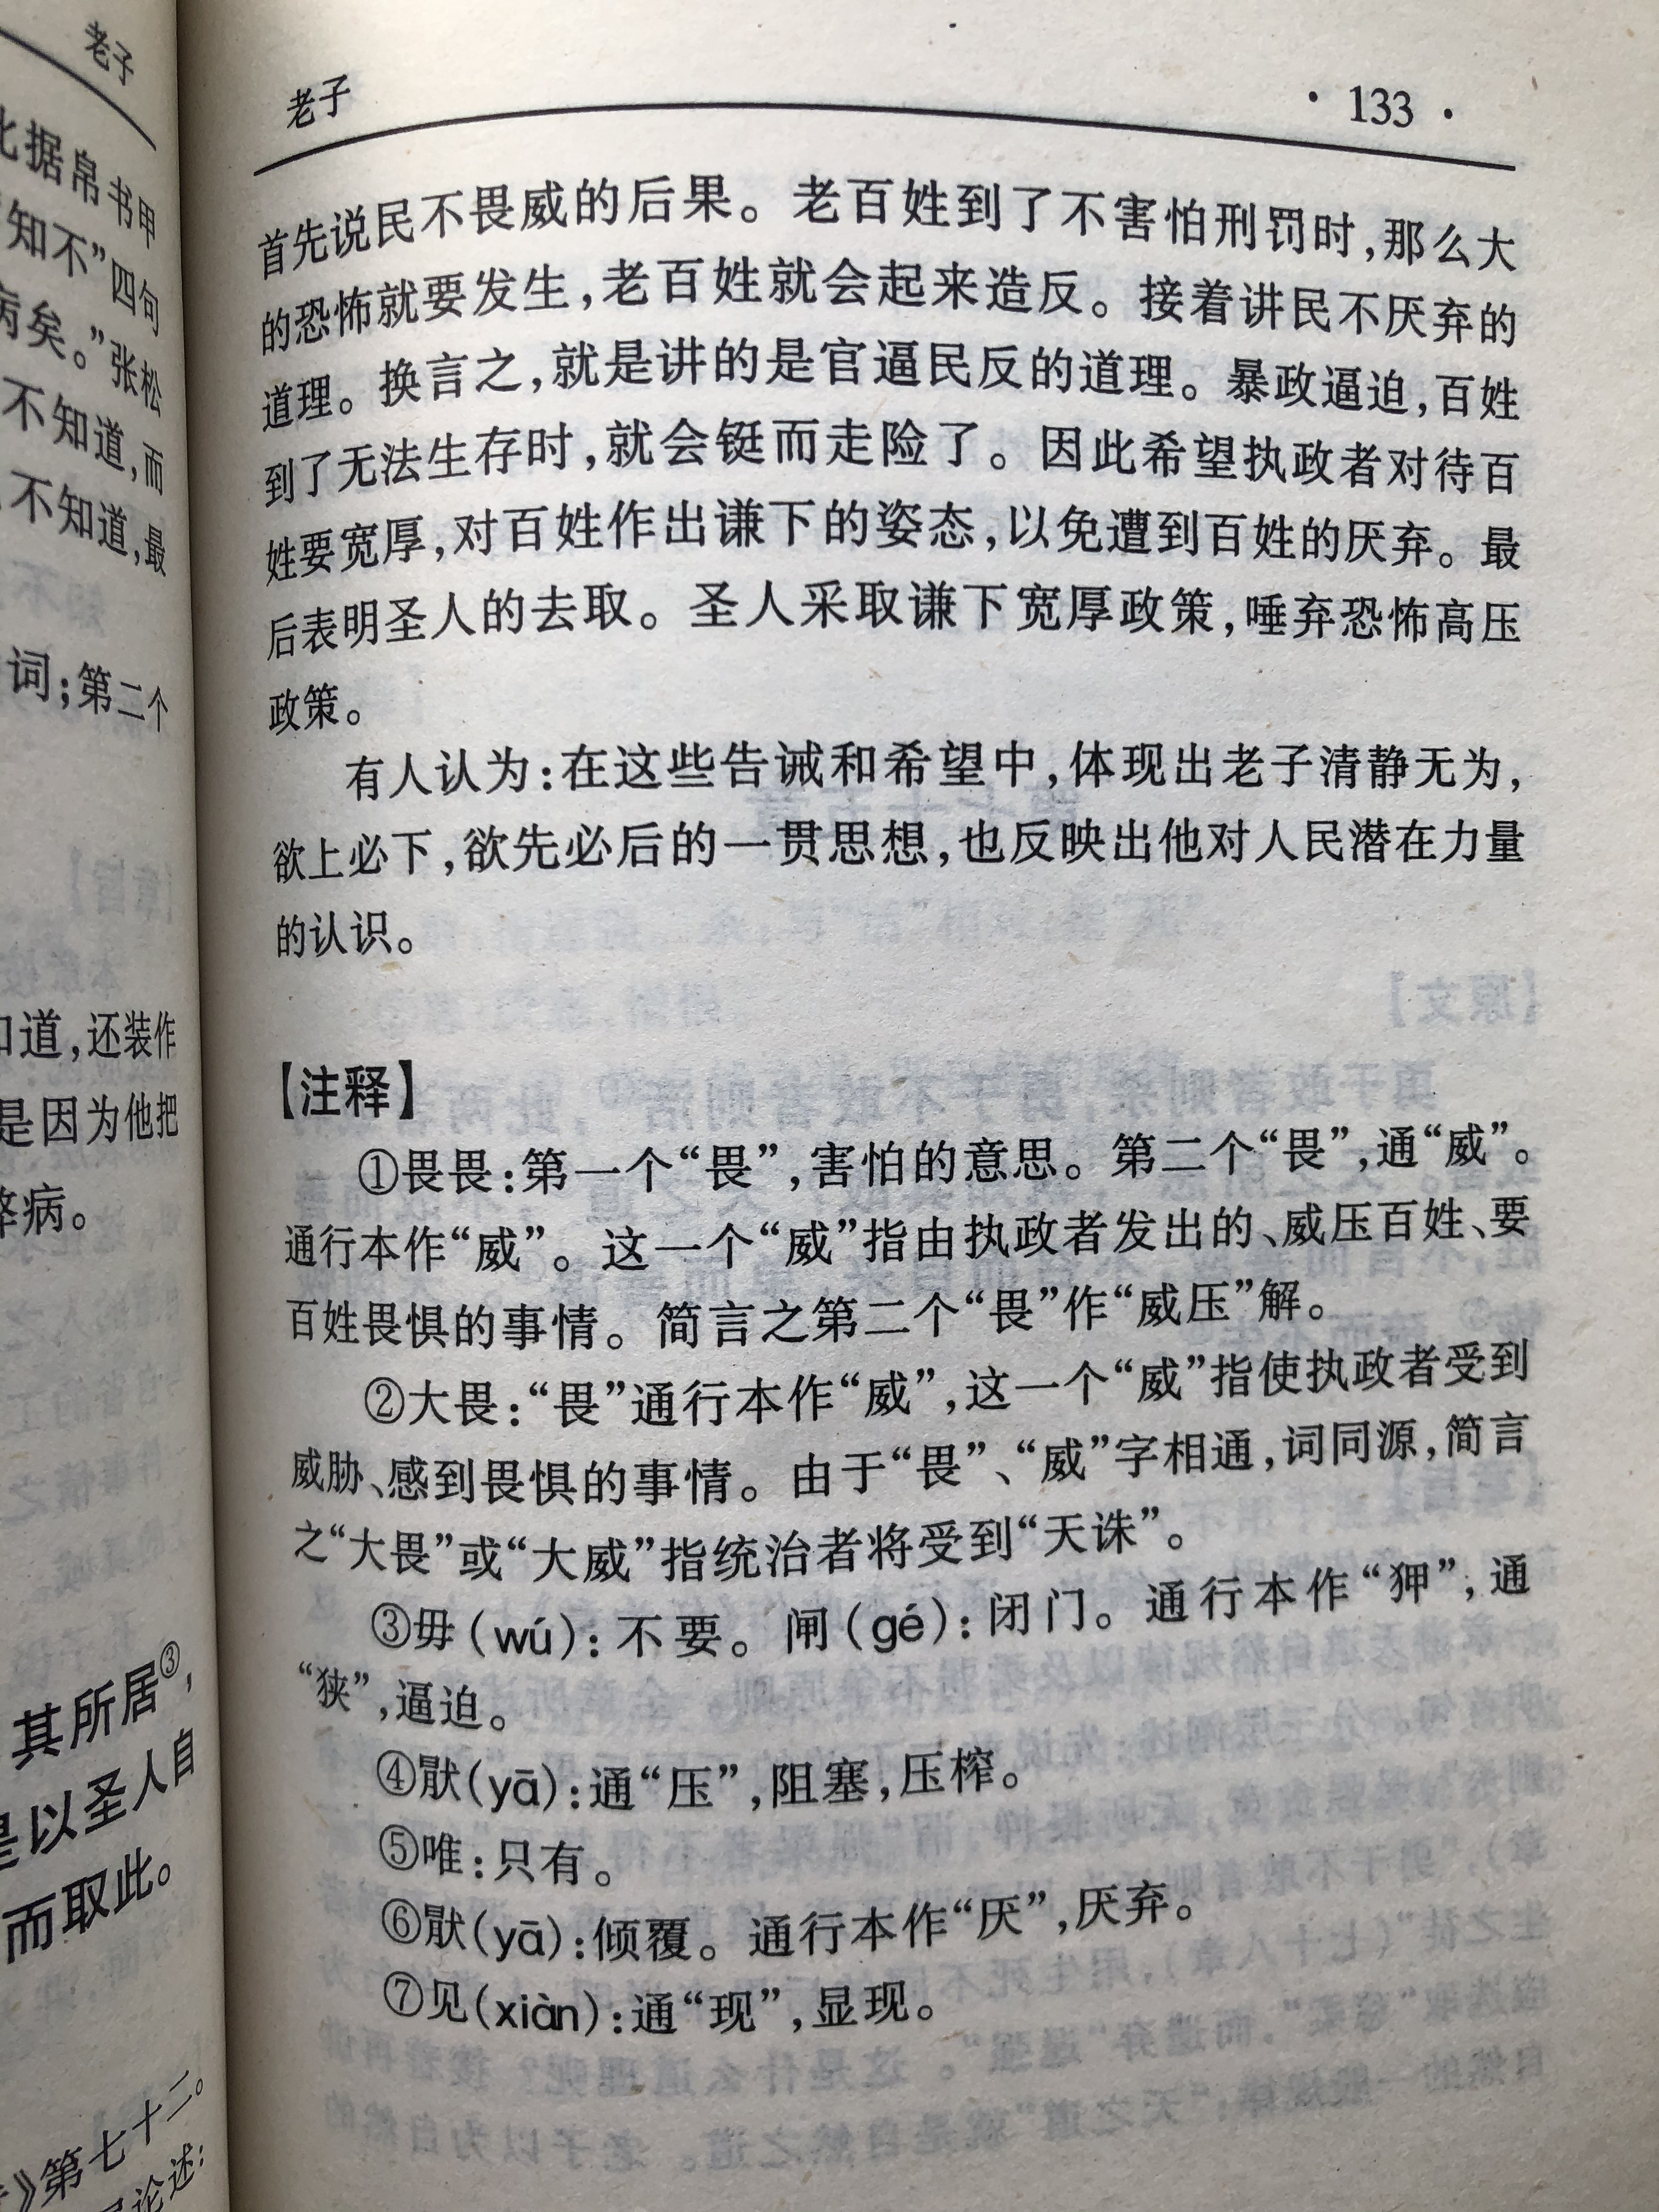 老子
比据帛书甲
“知不”四句
病矣。”张松
不知道,而
不知道,最
词;第二个
知道,还装作
是因为他把
病。
其所居③,
是以圣人自
而取此。
》第七十二。
论述:
老子
· 133 ·
首先说民不畏威的后果。老百姓到了不害怕刑罚时,那么大
的恐怖就要发生,老百姓就会起来造反。接着讲民不厌弃的
道理。换言之,就是讲的是官逼民反的道理。暴政逼迫,百姓
到了无法生存时,就会铤而走险了。因此希望执政者对待百
姓要宽厚,对百姓作出谦下的姿态,以免遭到百姓的厌弃。最
后表明圣人的去取。圣人采取谦下宽厚政策,唾弃恐怖高压
政策。
有人认为:在这些告诫和希望中,体现出老子清静无为,
欲上必下,欲先必后的一贯思想,也反映出他对人民潜在力量
的认识。
【注释】
①畏畏:第一个“畏”,害怕的意思。第二个“畏”,通“威”。
通行本作“威”。这一个“威”指由执政者发出的、威压百姓、要
百姓畏惧的事情。简言之第二个“畏”作“威压”解。
②大畏:“畏”通行本作“威”,这一个“威”指使执政者受到
威胁、感到畏惧的事情。由于“畏”、“威”字相通,词同源,简言
之“大畏”或“大威”指统治者将受到“天诛”。
③毋(wú):不要。闸(gé):闭门。通行本作“狎”,通
“狭”,逼迫。
④猒(yā):通“压”,阻塞,压榨。
⑤唯:只有。
⑥猒(yā):倾覆。通行本作“厌”,厌弃。
⑦见(xiàn):通“现”,显现。